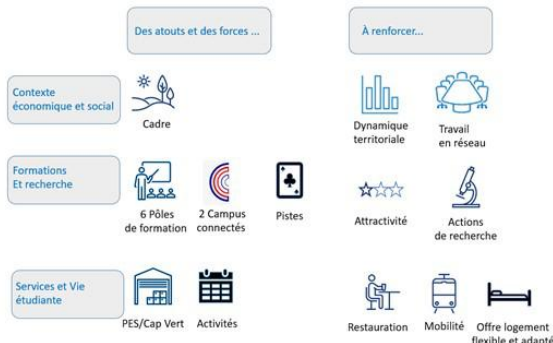 Des atouts et des forces ...
À renforcer...
Contexte
économique et social
Cadre
Dynamique
territoriale
Travail
en réseau
Formations
Et recherche
6 Pôles
de formation
2 Campus
connectés
Pistes
Attractivité
Actions
de recherche
Services et Vie
étudiante
PES/Cap Vert
Activités
Restauration
Mobilité
Offre logement
flexible et adapté